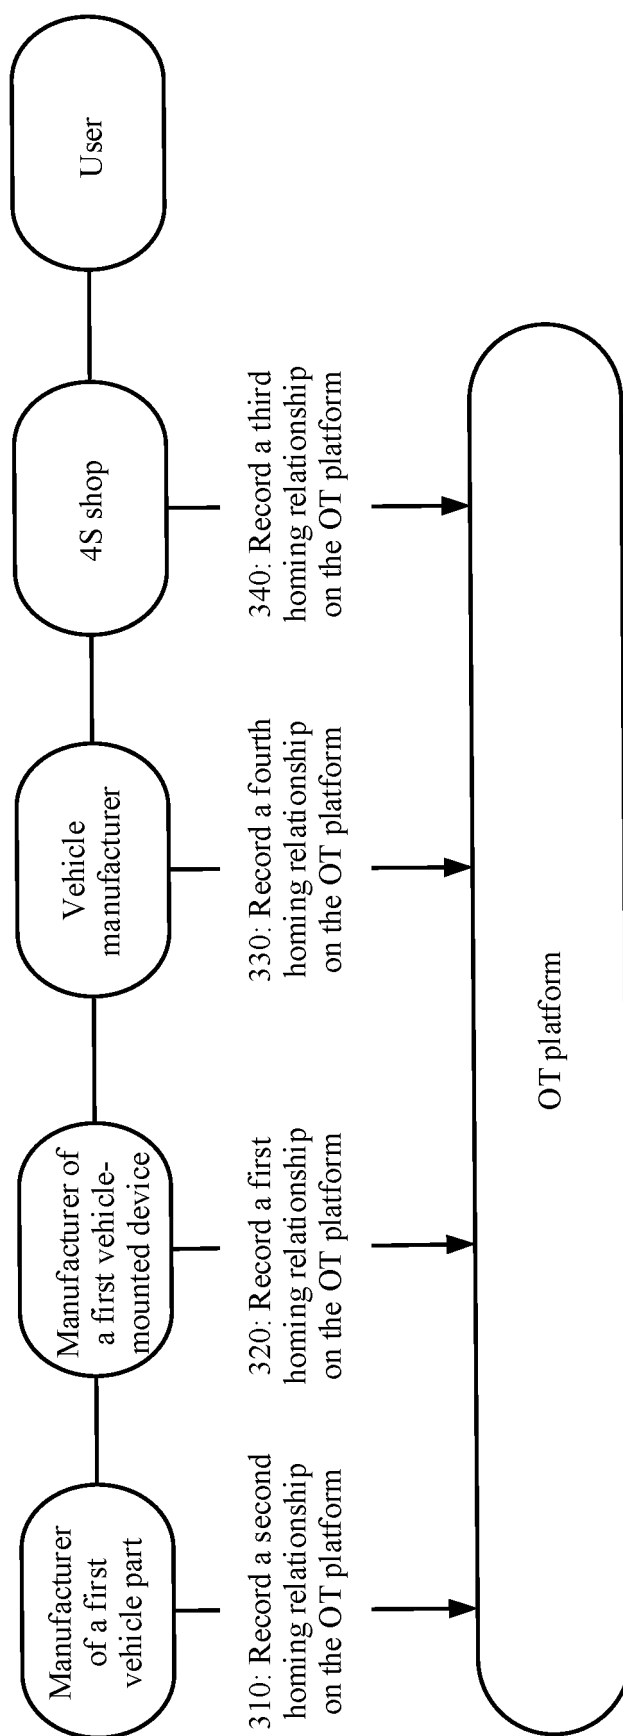 Manufacturer
of a first
vehicle part
Manufacturer of
a first vehicle-
mounted device
Vehicle
manufacturer
4S shop
User
310: Record a second
homing relationship
on the OT platform
320: Record a first
homing relationship
on the OT platform
330: Record a fourth
homing relationship
on the OT platform
340: Record a third
homing relationship
on the OT platform
OT platform